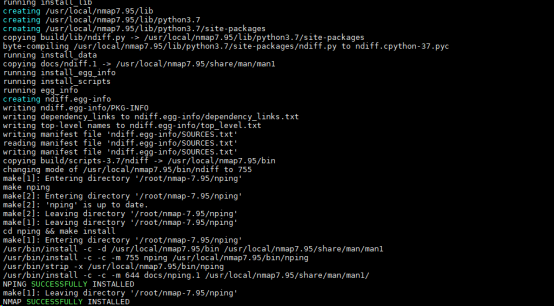 running install_lib
creating /usr/local/nmap7.95/lib
creating /usr/local/nmap7.95/lib/python3.7
creating /usr/local/nmap7.95/lib/python3.7/site-packages
copying build/lib/ndiff.py -> /usr/local/nmap7.95/lib/python3.7/site-packages
byte-compiling /usr/local/nmap7.95/lib/python3.7/site-packages/ndiff.py to ndiff.cpython-37.pyc
running install_data
copying docs/ndiff.1 -> /usr/local/nmap7.95/share/man/man1
running install_egg_info
running install_scripts
running egg_info
creating ndiff.egg-info
writing ndiff.egg-info/PKG-INFO
writing dependency_links to ndiff.egg-info/dependency_links.txt
writing top-level names to ndiff.egg-info/top_level.txt
writing manifest file 'ndiff.egg-info/SOURCES.txt'
reading manifest file 'ndiff.egg-info/SOURCES.txt'
writing manifest file 'ndiff.egg-info/SOURCES.txt'
copying build/scripts-3.7/ndiff -> /usr/local/nmap7.95/bin
changing mode of /usr/local/nmap7.95/bin/ndiff to 755
make[1]: Entering directory '/root/nmap-7.95/nping'
make nping
make[2]: Entering directory '/root/nmap-7.95/nping'
make[2]: 'nping' is up to date.
make[2]: Leaving directory '/root/nmap-7.95/nping'
make[1]: Leaving directory '/root/nmap-7.95/nping'
cd nping && make install
make[1]: Entering directory '/root/nmap-7.95/nping'
/usr/bin/install -c -d /usr/local/nmap7.95/bin /usr/local/nmap7.95/share/man/man1
/usr/bin/install -c -c -m 755 nping /usr/local/nmap7.95/bin/nping
/usr/bin/strip -x /usr/local/nmap7.95/bin/nping
/usr/bin/install -c -c -m 644 docs/nping.1 /usr/local/nmap7.95/share/man/man1/
NPING SUCCESSFULLY INSTALLED
make[1]: Leaving directory '/root/nmap-7.95/nping'
NMAP SUCCESSFULLY INSTALLED